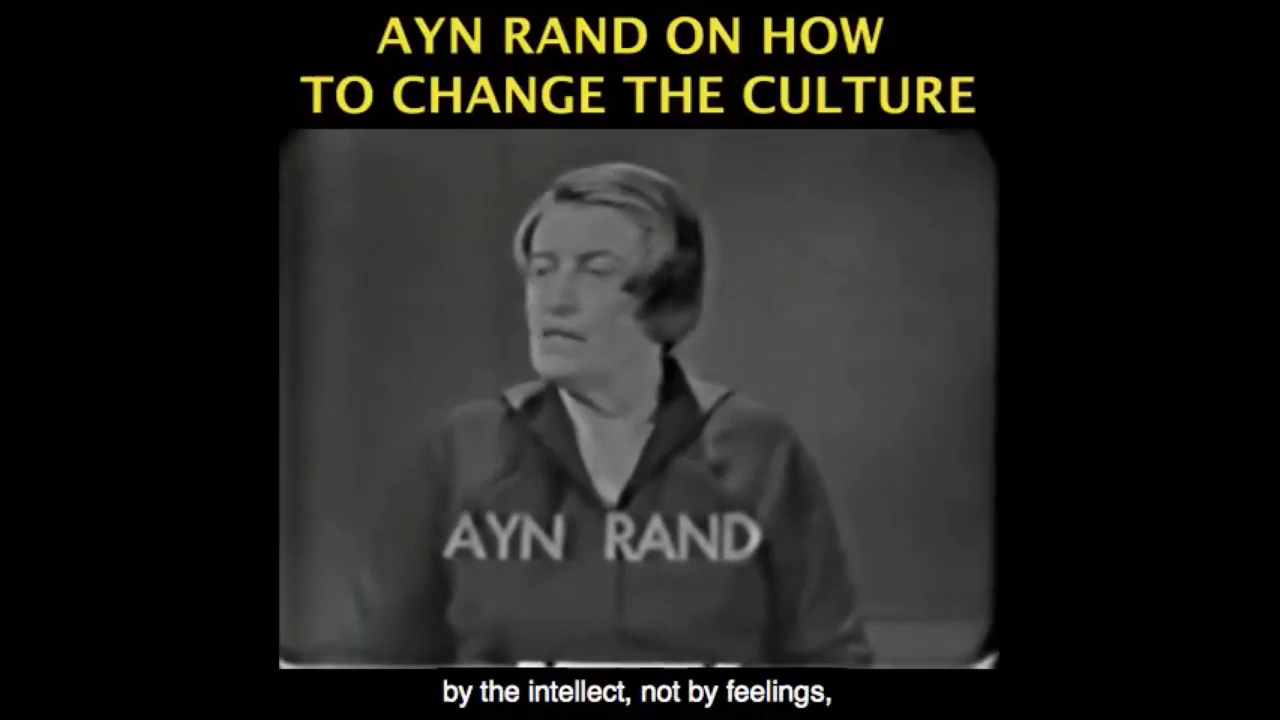 AYN RAND ON HOW
TO CHANGE THE CULTURE
AYN RAND
by the intellect, not by feelings,